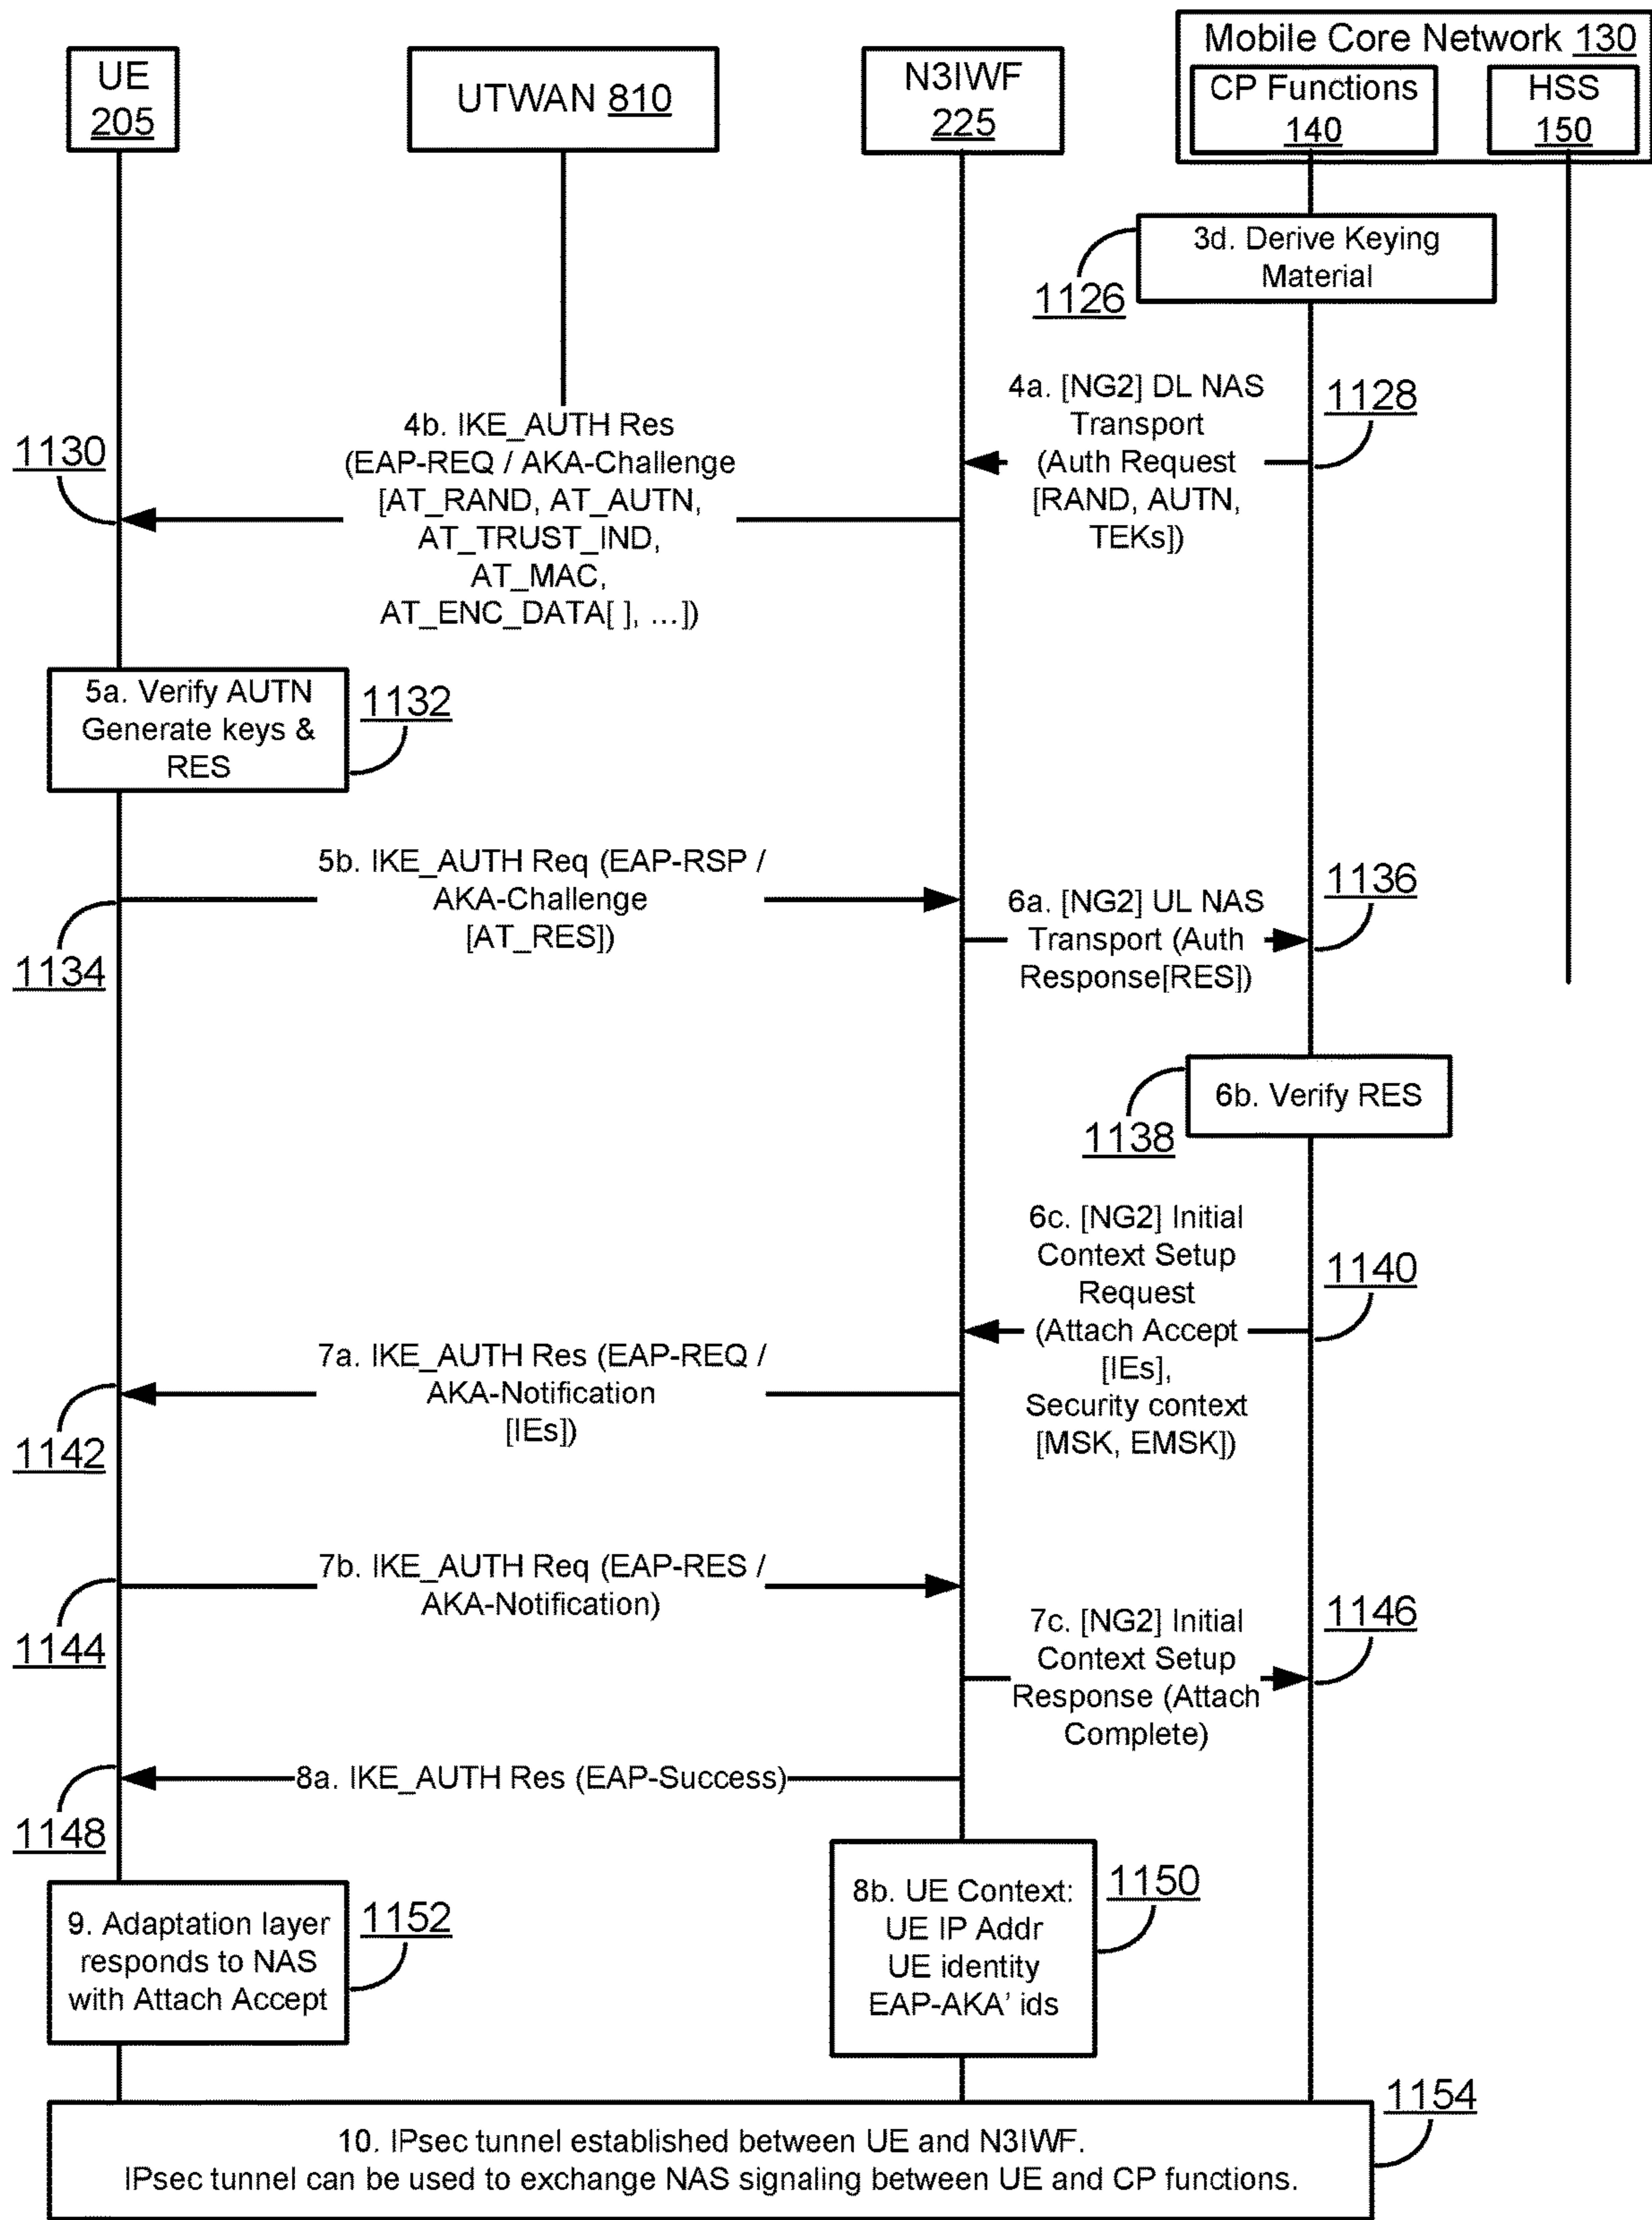 Mobile Core Network 130
UE
205
UTWAN 810
N3IWF
225
CP Functions
140
HSS
150
3d. Derive Keying
Material
1126
4a. [NG2] DL NAS
Transport
(Auth Request
[RAND, AUTN,
TEKs])
1128
1130
4b. IKE_AUTH Res
(EAP-REQ / AKA-Challenge
[AT_RAND, AT_AUTN,
AT_TRUST_IND,
AT_MAC,
AT_ENC_DATA[ ], ...])
5a. Verify AUTN
Generate keys &
RES
1132
5b. IKE_AUTH Req (EAP-RSP /
AKA-Challenge
[AT_RES])
1134
6a. [NG2] UL NAS
Transport (Auth
Response[RES])
1136
6b. Verify RES
1138
6c. [NG2] Initial
Context Setup
Request
(Attach Accept
[IEs],
Security context
[MSK, EMSK])
1140
7a. IKE_AUTH Res (EAP-REQ /
AKA-Notification
[IEs])
1142
7b. IKE_AUTH Req (EAP-RES /
AKA-Notification)
1144
7c. [NG2] Initial
Context Setup
Response (Attach
Complete)
1146
8a. IKE_AUTH Res (EAP-Success)
1148
8b. UE Context:
UE IP Addr
UE identity
EAP-AKA' ids
1150
9. Adaptation layer
responds to NAS
with Attach Accept
1152
10. IPsec tunnel established between UE and N3IWF.
IPsec tunnel can be used to exchange NAS signaling between UE and CP functions.
1154